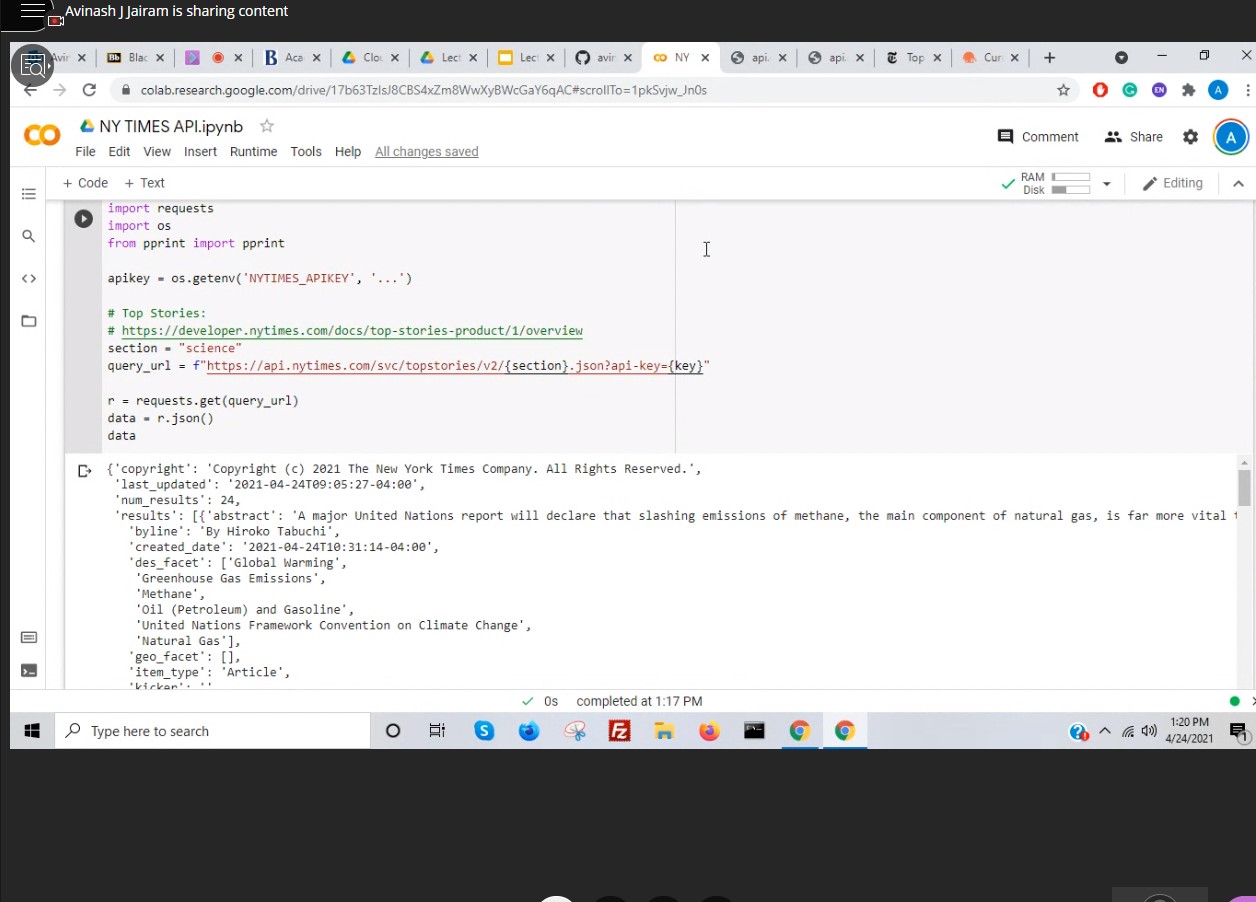 Avinash J Jairam is sharing content
Avir Blac Aca Clou Lect Lect avir NY api. api. Top Curr
colab.research.google.com/drive/17b63TzIsJ8CBS4xZm8WwXyBWcGaY6qAC#scrollTo=1pkSvjw_Jn0s
NY TIMES API.ipynb
Comment Share A
File Edit View Insert Runtime Tools Help All changes saved
+ Code + Text
RAM
Disk
Editing
import requests
import os
from pprint import pprint
apikey = os.getenv('NYTIMES_APIKEY', '...')
# Top Stories:
# https://developer.nytimes.com/docs/top-stories-product/1/overview
section = "science"
query_url = f"https://api.nytimes.com/svc/topstories/v2/{section}.json?api-key={key}"
r = requests.get(query_url)
data = r.json()
data
{'copyright': 'Copyright (c) 2021 The New York Times Company. All Rights Reserved.',
'last_updated': '2021-04-24T09:05:27-04:00',
'num_results': 24,
'results': [{'abstract': 'A major United Nations report will declare that slashing emissions of methane, the main component of natural gas, is far more vital
'byline': 'By Hiroko Tabuchi',
'created_date': '2021-04-24T10:31:14-04:00',
'des_facet': ['Global Warming',
'Greenhouse Gas Emissions',
'Methane',
'Oil (Petroleum) and Gasoline',
'United Nations Framework Convention on Climate Change',
'Natural Gas'],
'geo_facet': [],
'item_type': 'Article',
'kicker': ''
0s completed at 1:17 PM
Type here to search
1:20 PM
4/24/2021